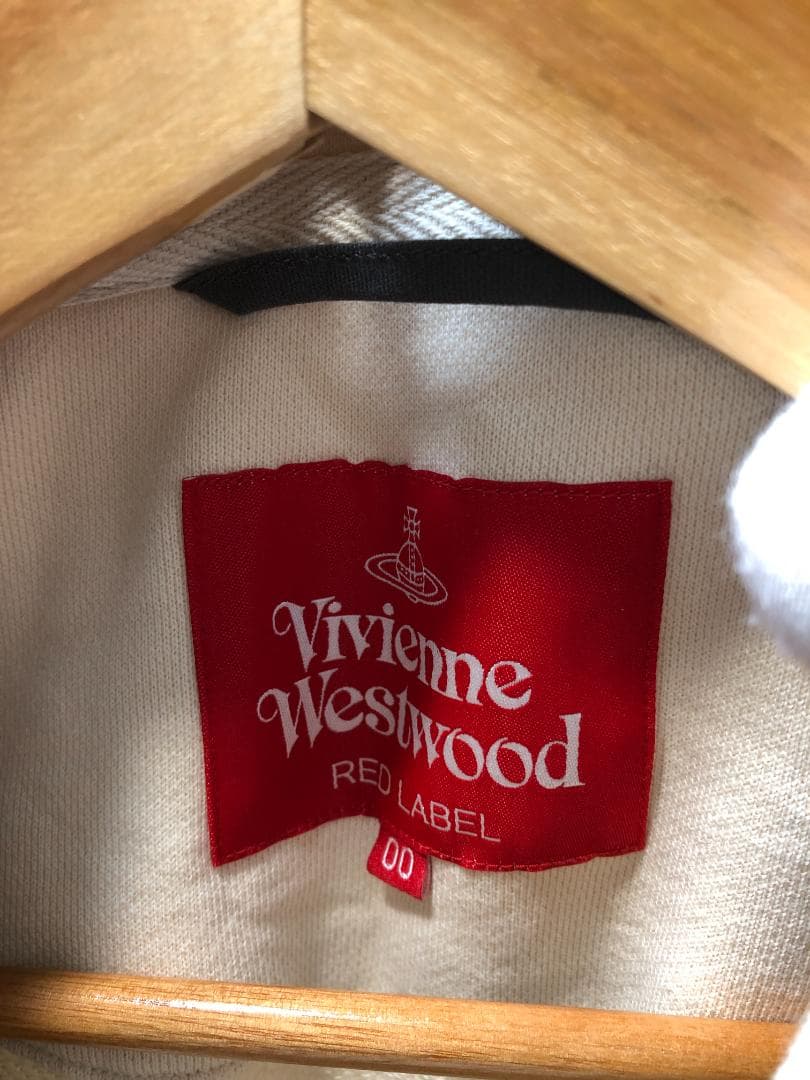 Vivienne
Westwood
RED LABEL
00